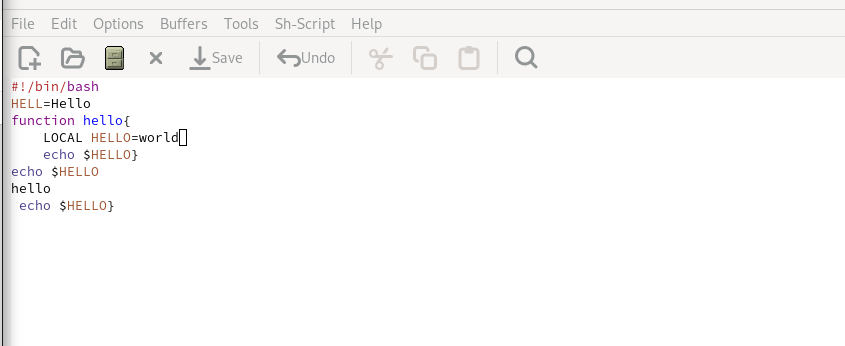 File Edit Options Buffers Tools Sh-Script Help
Save Undo
#!/bin/bash
HELL=Hello
function hello{
    LOCAL HELLO=world
    echo $HELLO}
echo $HELLO
hello
 echo $HELLO}